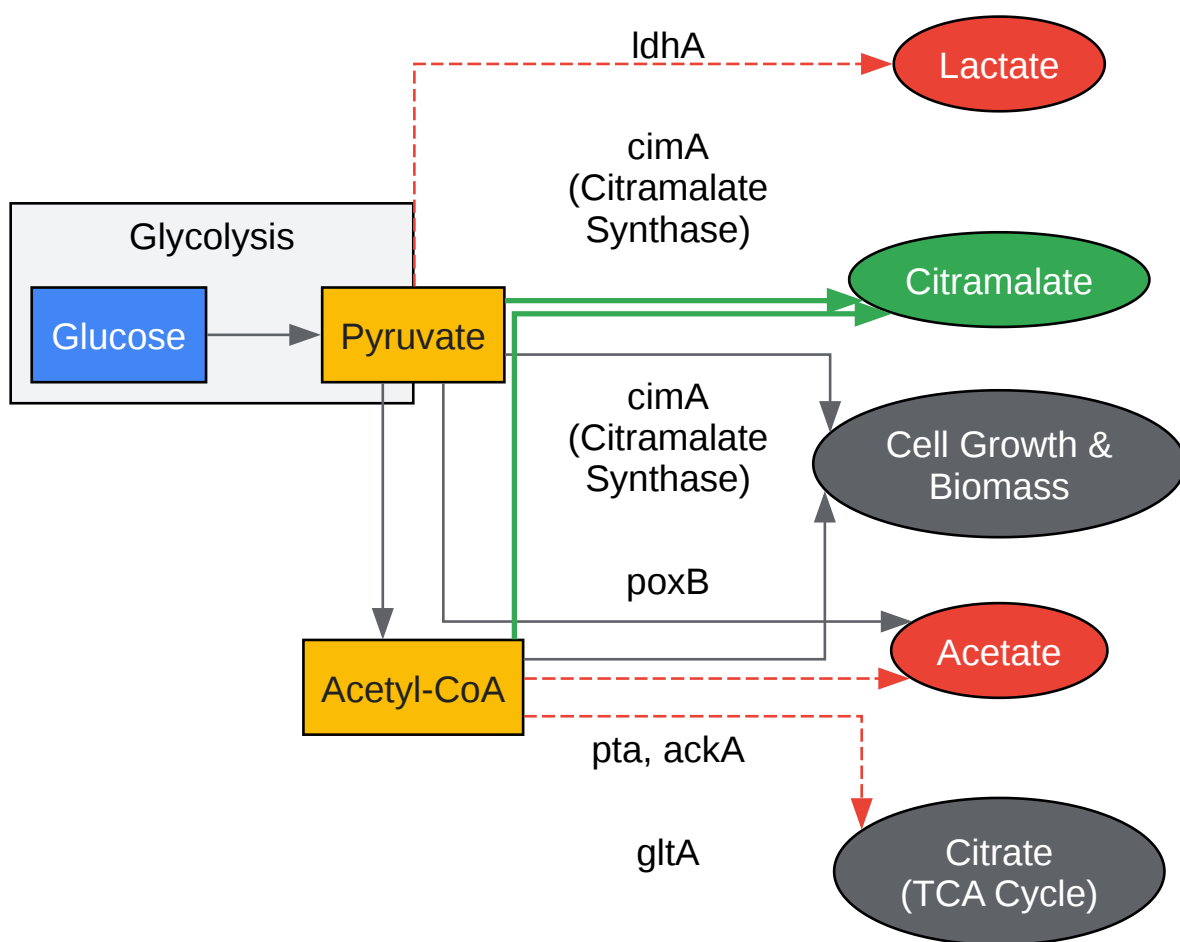 ldhA
Lactate
cimA
(Citramalate
Synthase)
Glycolysis
Citramalate
Glucose
Pyruvate
cimA
(Citramalate
Synthase)
Cell Growth &
Biomass
poxB
Acetate
Acetyl-CoA
pta, ackA
gltA
Citrate
(TCA Cycle)